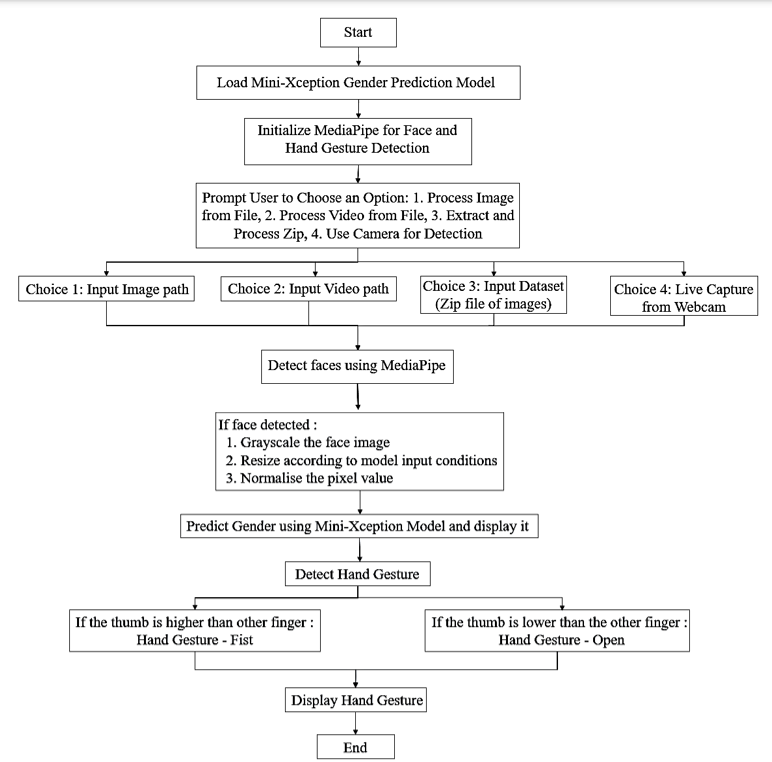 Start
Load Mini-Xception Gender Prediction Model
Initialize MediaPipe for Face and
Hand Gesture Detection
Prompt User to Choose an Option: 1. Process Image
from File, 2. Process Video from File, 3. Extract and
Process Zip, 4. Use Camera for Detection
Choice 1: Input Image path
Choice 2: Input Video path
Choice 3: Input Dataset
(Zip file of images)
Choice 4: Live Capture
from Webcam
Detect faces using MediaPipe
If face detected :
1. Grayscale the face image
2. Resize according to model input conditions
3. Normalise the pixel value
Predict Gender using Mini-Xception Model and display it
Detect Hand Gesture
If the thumb is higher than other finger :
Hand Gesture - Fist
If the thumb is lower than the other finger :
Hand Gesture - Open
Display Hand Gesture
End